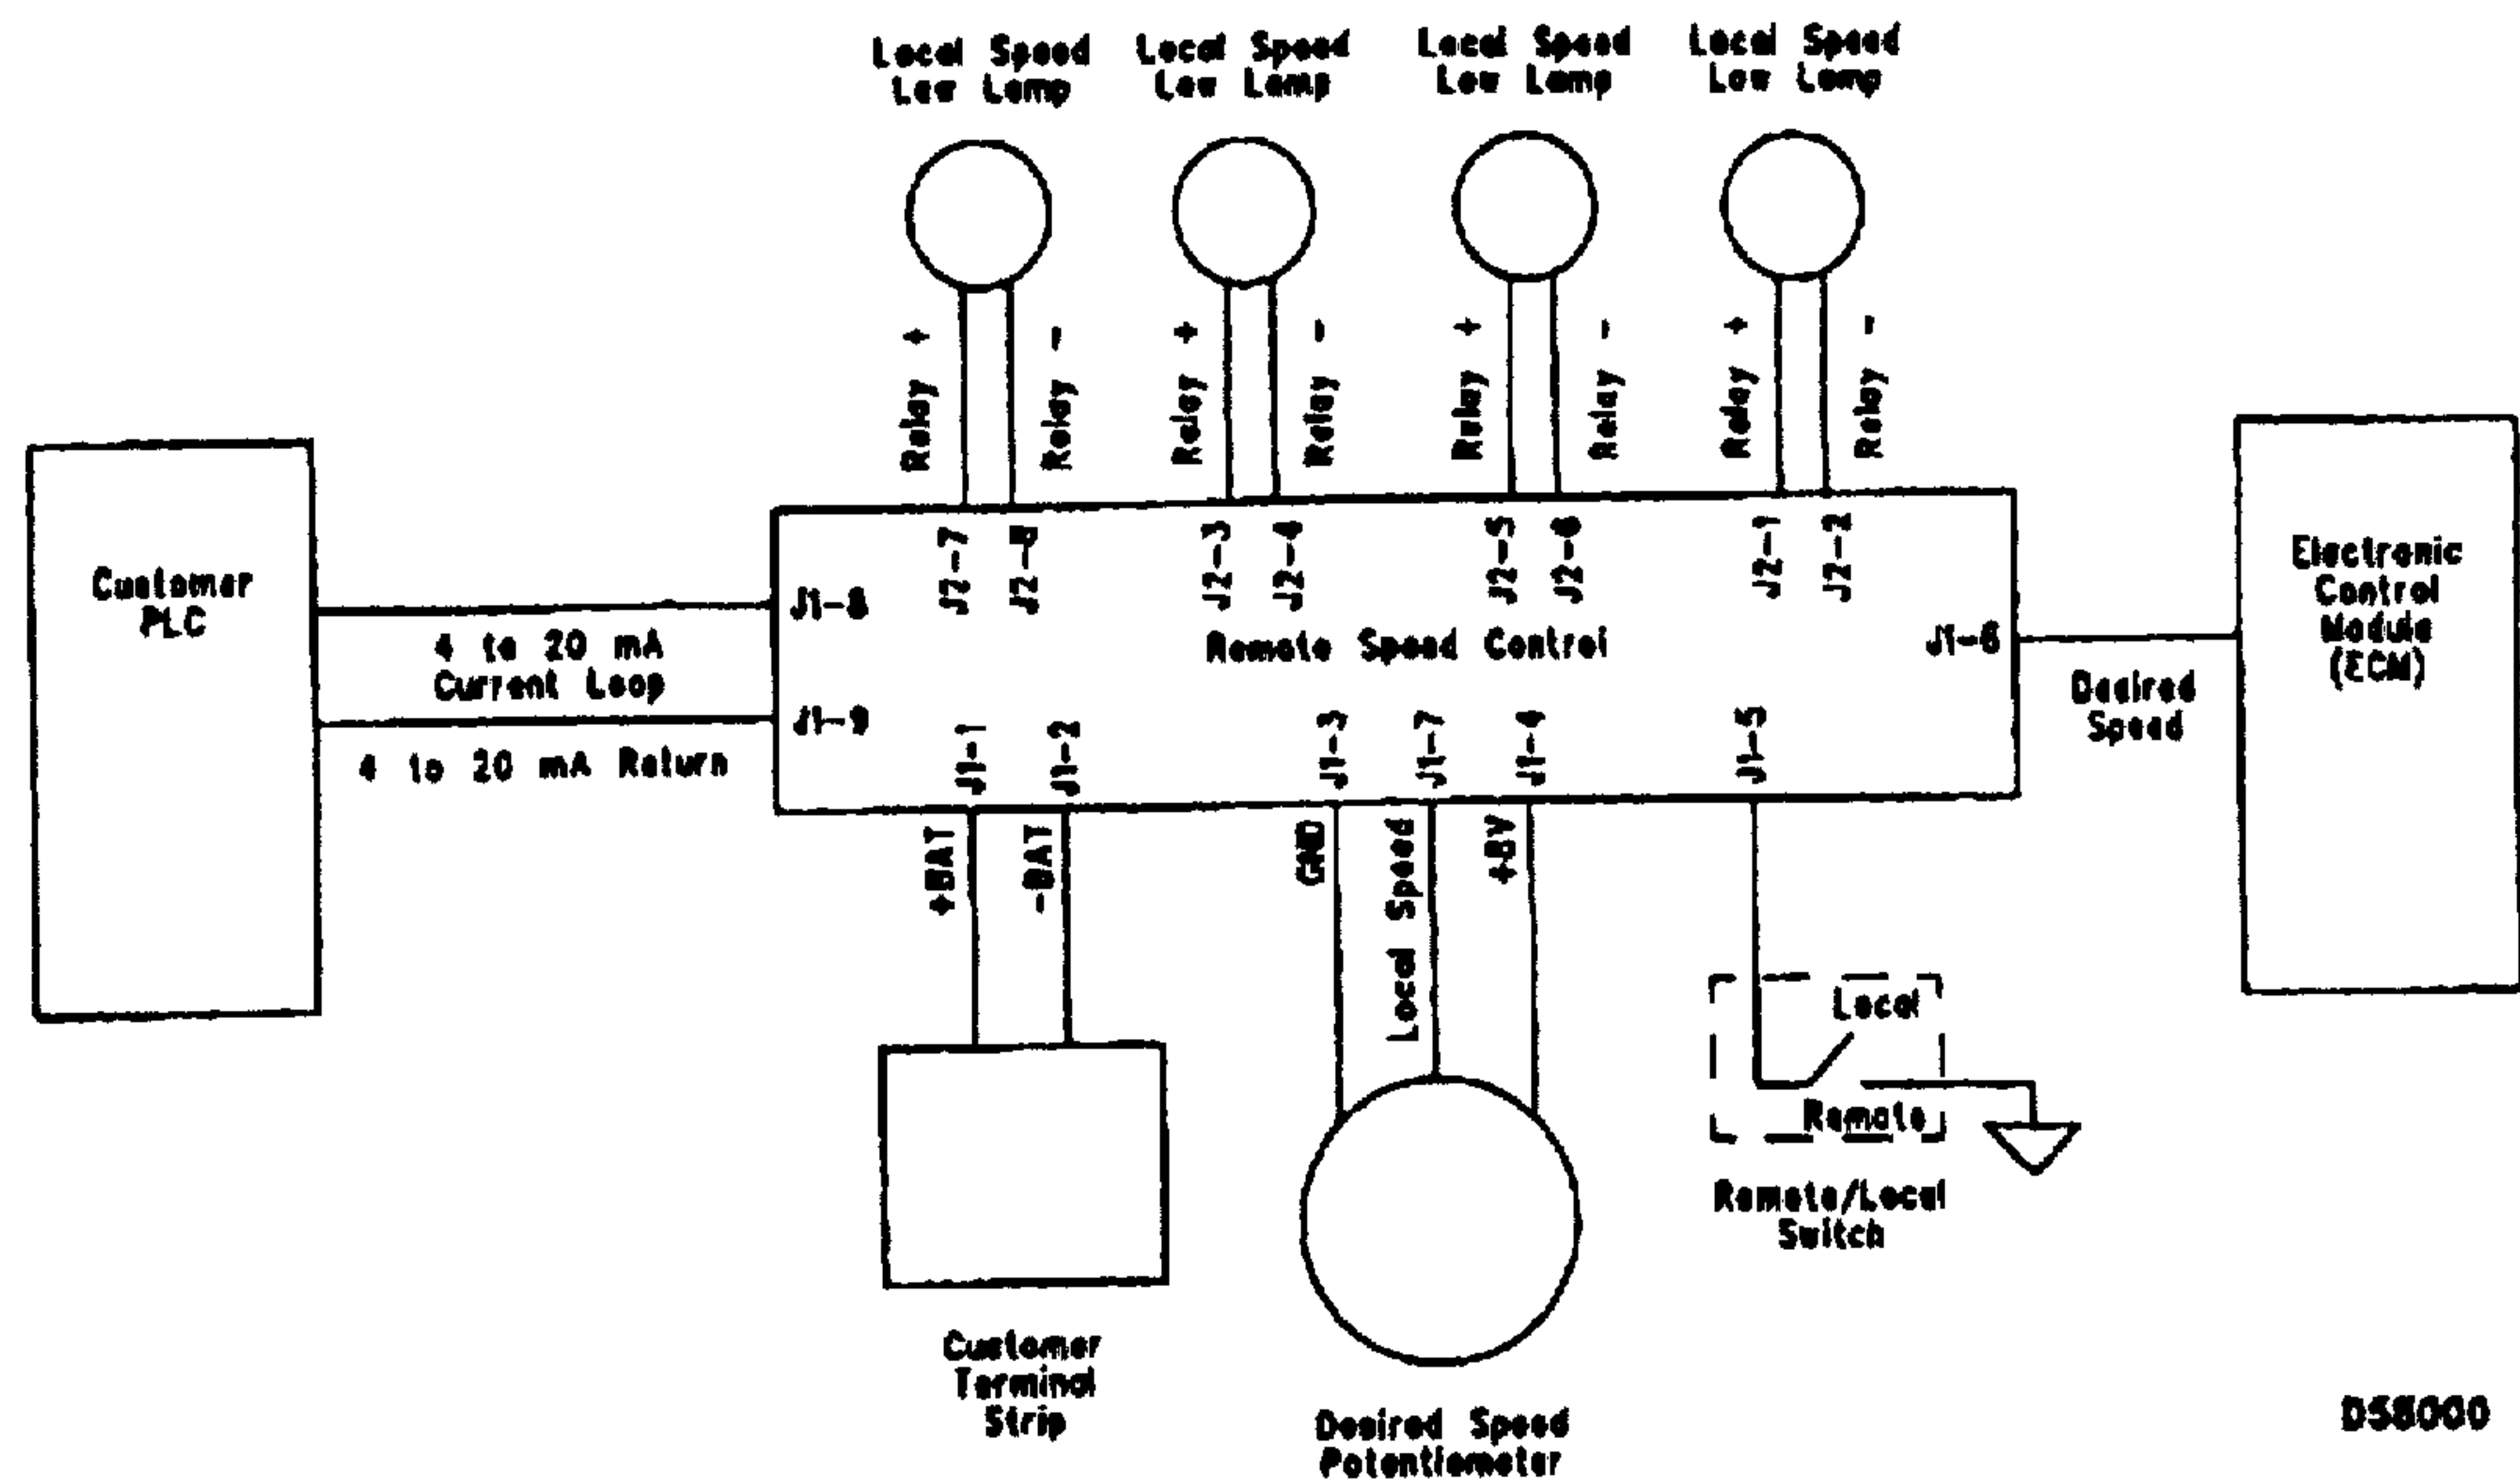 Local Speed
Low Lamp
Local Speed
Low Lamp
Local Speed
Low Lamp
Local Speed
Low Lamp
Relay +
Relay -
Relay +
Relay -
Relay +
Relay -
Relay +
Relay -
J2-7
J2-8
J2-3
J2-4
J2-5
J2-6
J2-1
J2-2
Customer
PLC
4 to 20 mA
Current Loop
4 to 20 mA Return
J1-8
J1-9
Remote Speed Control
J1-6
Desired
Speed
Electronic
Control
Module
(ECM)
J1-1
J1-2
J1-3
J1-7
J1-4
J1-5
+BAT
-BAT
GND
Local Speed
+8V
Local
Remote
Remote/Local
Switch
Customer
Terminal
Strip
Desired Speed
Potentiometer
D58000